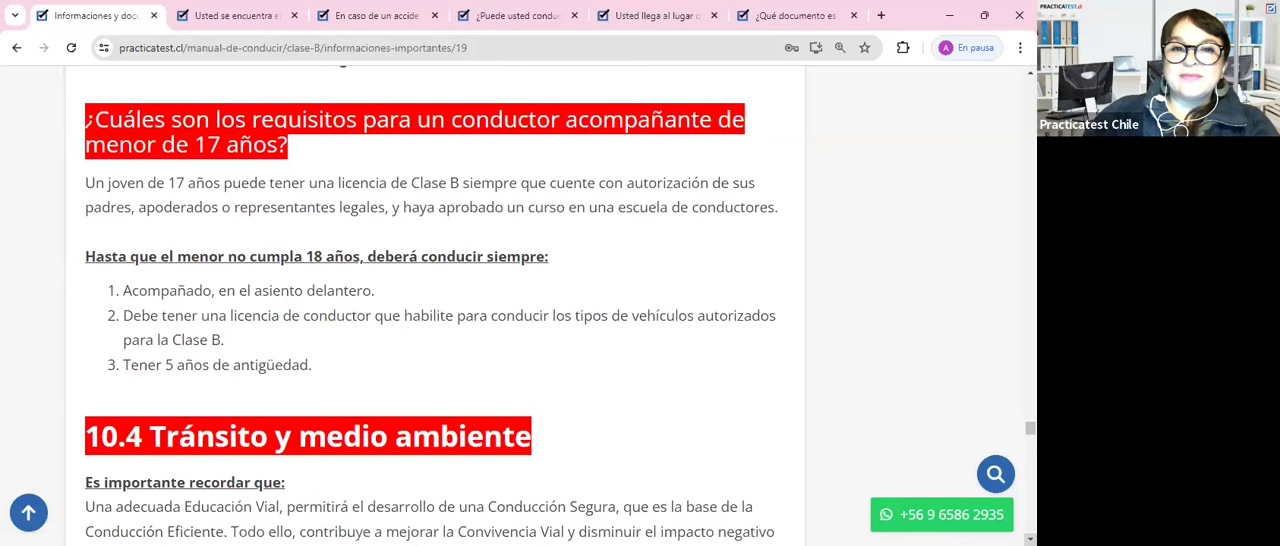 Informaciones y doc
Usted se encuentra e
En caso de un accide
¿Puede usted conduc
Usted llega al lugar o
¿Qué documento es
practicatest.cl/manual-de-conducir/clase-B/informaciones-importantes/19
A En pausa
PRACTICATEST.cl
Practicatest Chile
¿Cuáles son los requisitos para un conductor acompañante de
menor de 17 años?
Un joven de 17 años puede tener una licencia de Clase B siempre que cuente con autorización de sus
padres, apoderados o representantes legales, y haya aprobado un curso en una escuela de conductores.
Hasta que el menor no cumpla 18 años, deberá conducir siempre:
1. Acompañado, en el asiento delantero.
2. Debe tener una licencia de conductor que habilite para conducir los tipos de vehículos autorizados
para la Clase B.
3. Tener 5 años de antigüedad.
10.4 Tránsito y medio ambiente
Es importante recordar que:
Una adecuada Educación Vial, permitirá el desarrollo de una Conducción Segura, que es la base de la
Conducción Eficiente. Todo ello, contribuye a mejorar la Convivencia Vial y disminuir el impacto negativo
+56 9 6586 2935